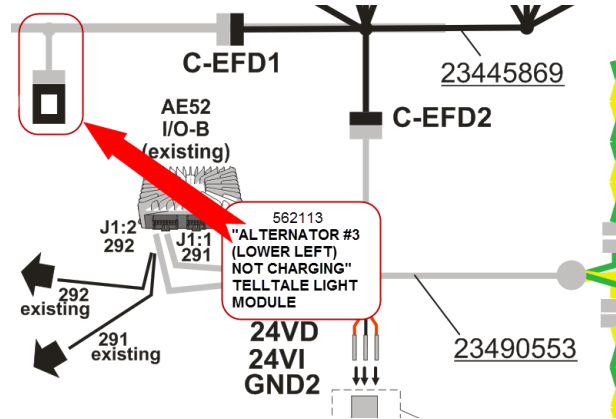 C-EFD1
23445869
AE52
I/O-B
(existing)
C-EFD2
J1:2
292
J1:1
291
562113
"ALTERNATOR #3
(LOWER LEFT)
NOT CHARGING"
TELLTALE LIGHT
MODULE
292
existing
291
existing
24VD
24VI
GND2
23490553